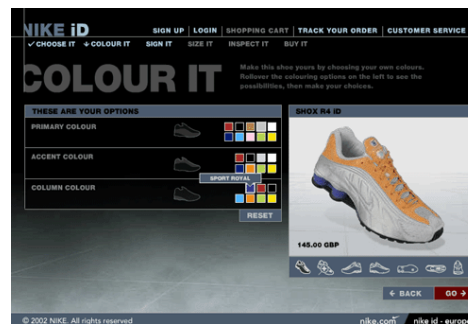 NIKE iD
SIGN UP | LOGIN | SHOPPING CART | TRACK YOUR ORDER | CUSTOMER SERVICE
CHOOSE IT COLOUR IT SIGN IT SIZE IT INSPECT IT BUY IT
COLOUR IT
Make this shoe yours by choosing your own colours.
Rollover the colouring options on the left to see the
possibilities, then make your choices.
THESE ARE YOUR OPTIONS
PRIMARY COLOUR
ACCENT COLOUR
SPORT ROYAL
COLUMN COLOUR
RESET
SHOX R4 iD
145.00 GBP
BACK
GO
© 2002 NIKE. All rights reserved
nike.com nike id - europe